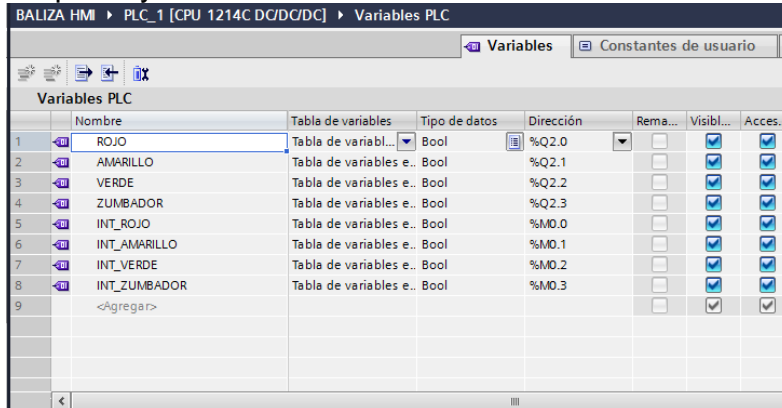 BALIZA HMI ▸ PLC_1 [CPU 1214C DC/DC/DC] ▸ Variables PLC
Variables Constantes de usuario
Variables PLC
Nombre Tabla de variables Tipo de datos Dirección Rema... Visibl... Acces..
1 ROJO Tabla de variabl... Bool %Q2.0
2 AMARILLO Tabla de variables e.. Bool %Q2.1
3 VERDE Tabla de variables e.. Bool %Q2.2
4 ZUMBADOR Tabla de variables e.. Bool %Q2.3
5 INT_ROJO Tabla de variables e.. Bool %M0.0
6 INT_AMARILLO Tabla de variables e.. Bool %M0.1
7 INT_VERDE Tabla de variables e.. Bool %M0.2
8 INT_ZUMBADOR Tabla de variables e.. Bool %M0.3
9 <Agregar>